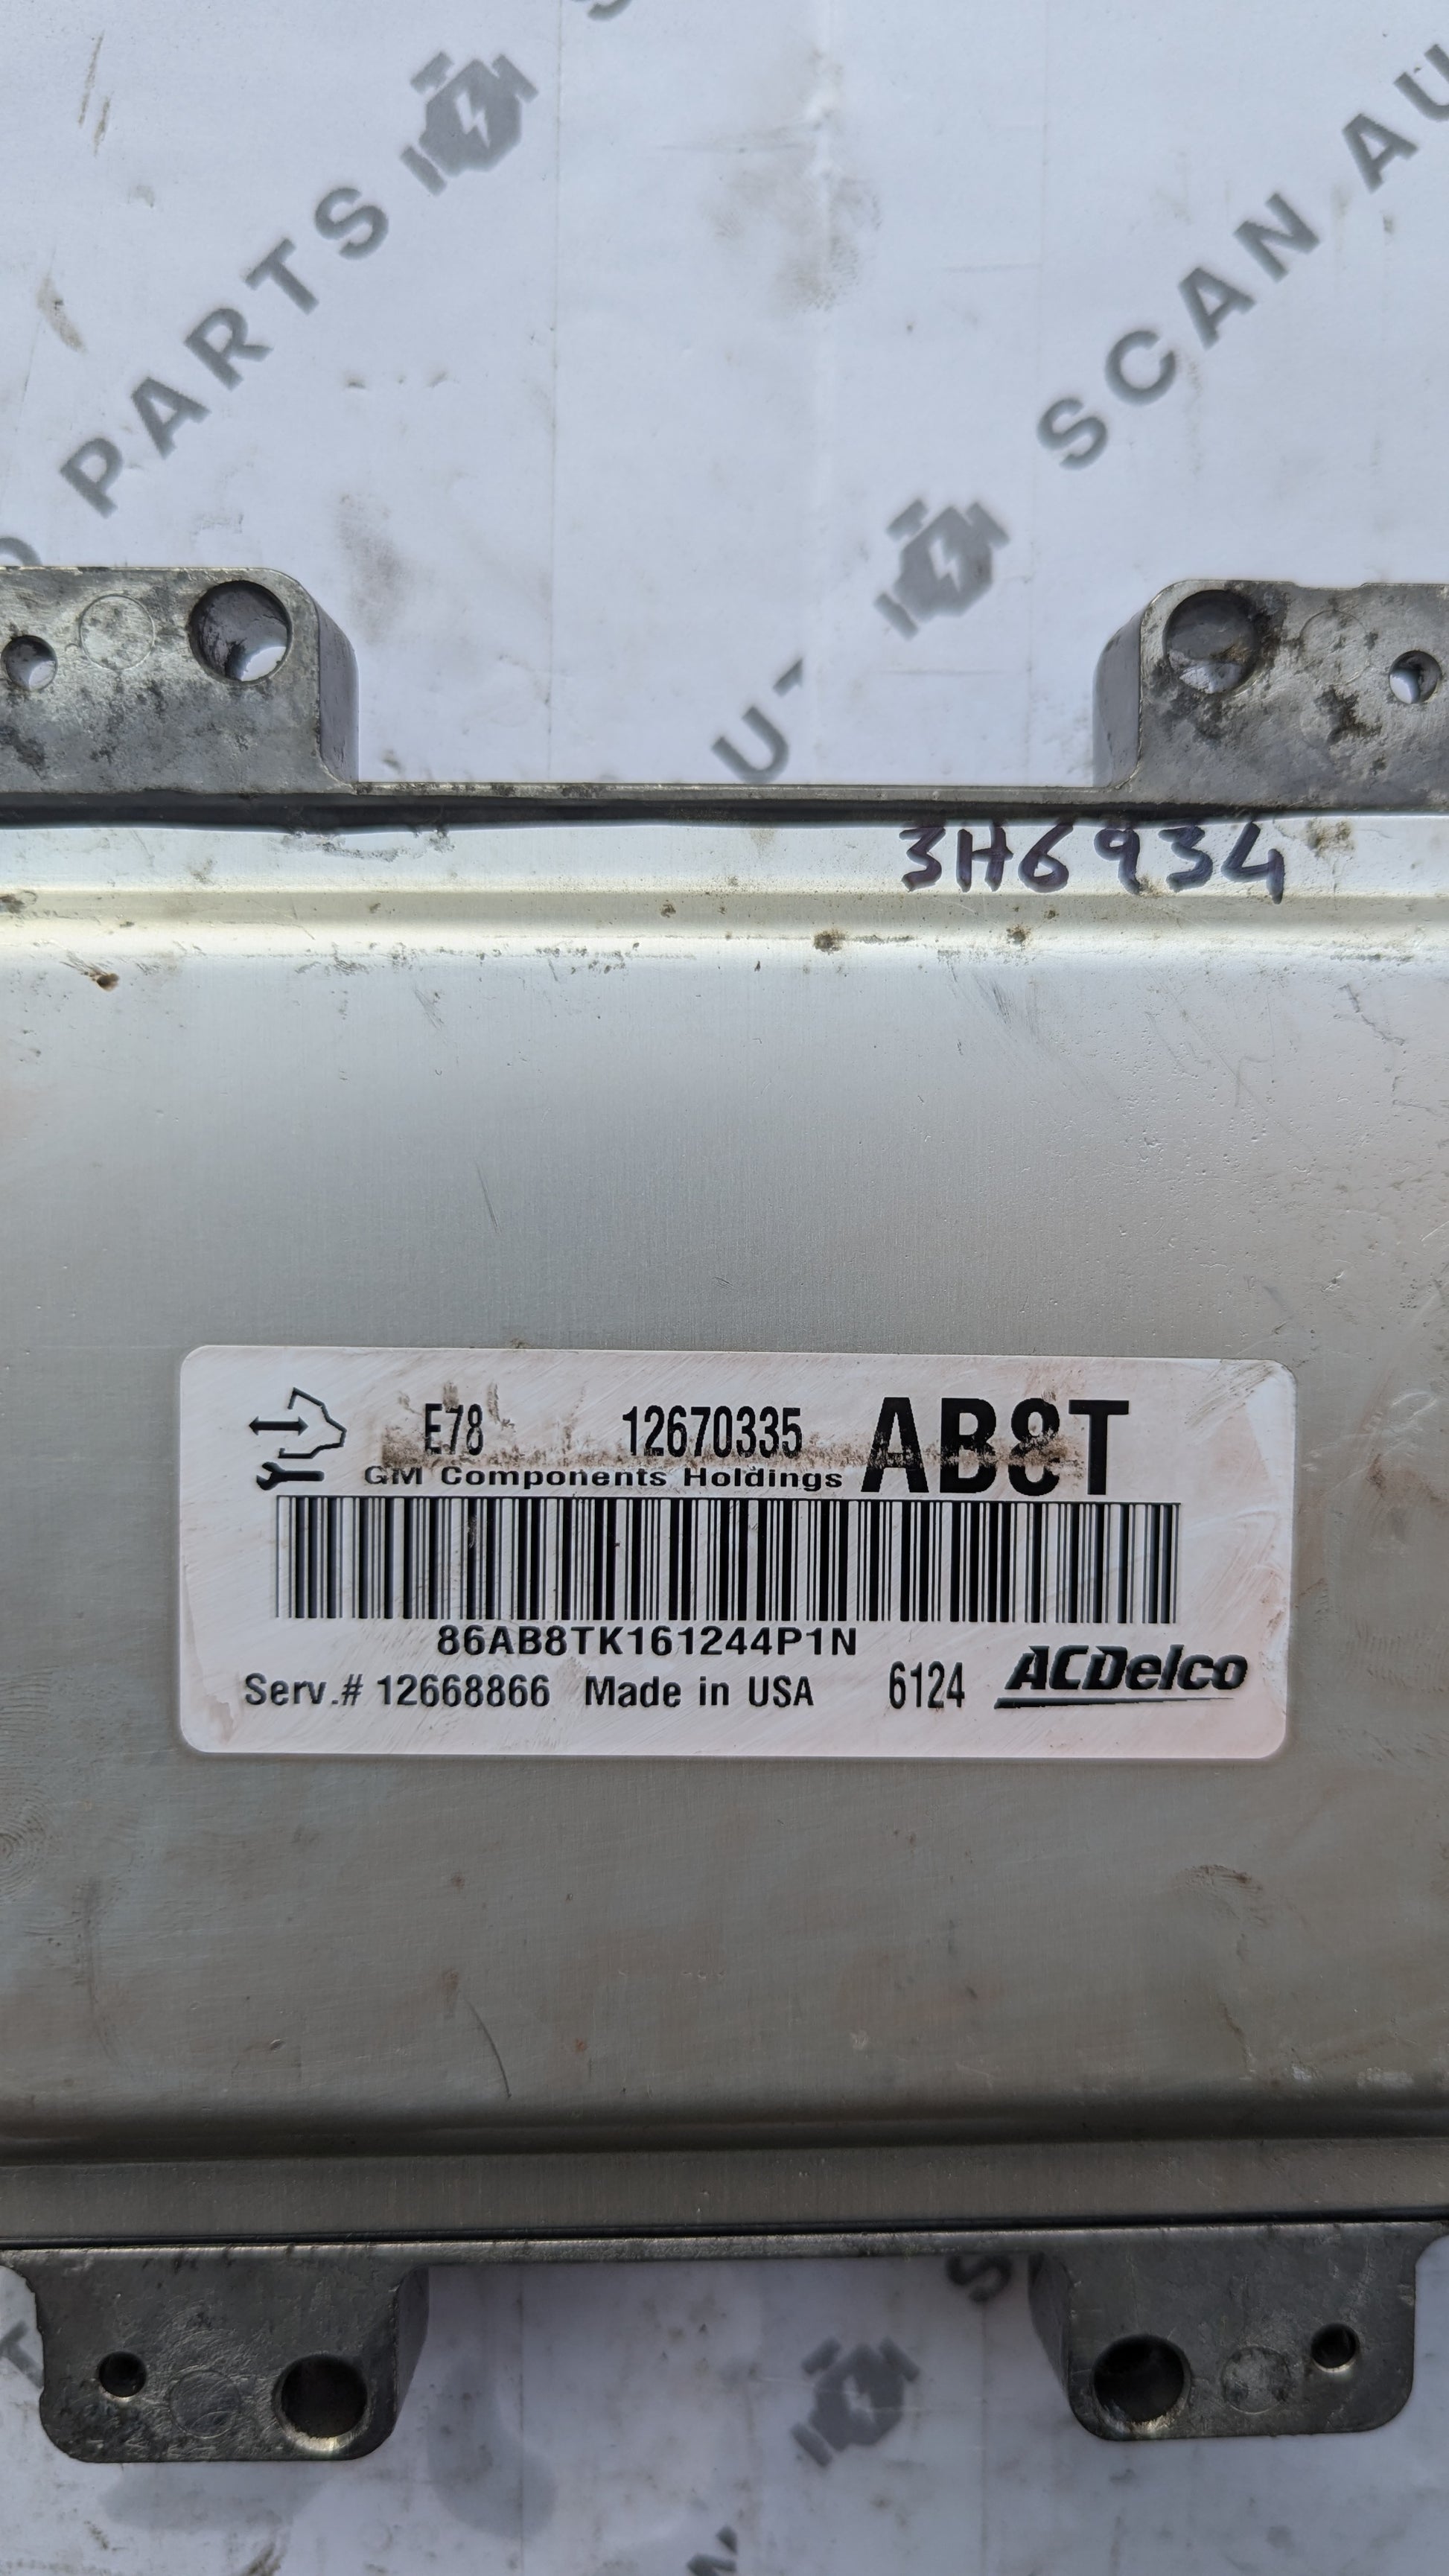 PARTS
SCAN AU
3H6934
E78 12670335 AB8T
GM Components Holdings
86AB8TK161244P1N
Serv.# 12668866 Made in USA 6124 ACDelco